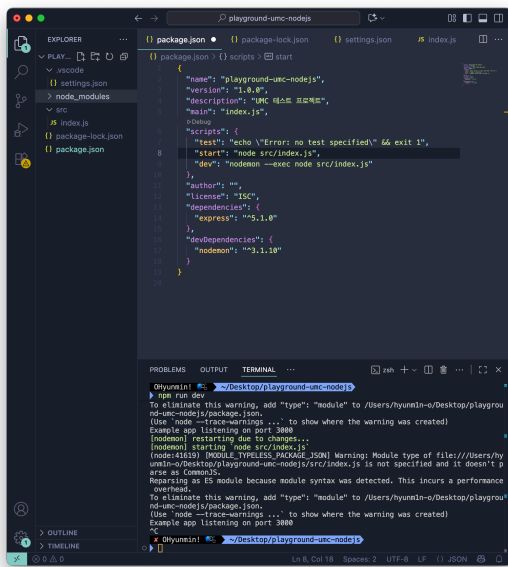 playground-umc-nodejs
EXPLORER
PLAY...
.vscode
{} settings.json
node_modules
src
JS index.js
{} package-lock.json
{} package.json
OUTLINE
TIMELINE
{} package.json
{} package-lock.json
{} settings.json
JS index.js
{} package.json > {} scripts > start
{
"name": "playground-umc-nodejs",
"version": "1.0.0",
"description": "UMC 테스트 프로젝트",
"main": "index.js",
Debug
"scripts": {
"test": "echo \"Error: no test specified\" && exit 1",
8 "start": "node src/index.js",
"dev": "nodemon --exec node src/index.js"
},
"author": "",
"license": "ISC",
"dependencies": {
"express": "^5.1.0"
},
"devDependencies": {
"nodemon": "^3.1.10"
}
}
PROBLEMS OUTPUT TERMINAL ... zsh
OHyunmin! ~/Desktop/playground-umc-nodejs
npm run dev
To eliminate this warning, add "type": "module" to /Users/hyunm1n-o/Desktop/playgrou
nd-umc-nodejs/package.json.
(Use `node --trace-warnings ...` to show where the warning was created)
Example app listening on port 3000
[nodemon] restarting due to changes...
[nodemon] starting `node src/index.js`
(node:41619) [MODULE_TYPELESS_PACKAGE_JSON] Warning: Module type of file:///Users/hy
unm1n-o/Desktop/playground-umc-nodejs/src/index.js is not specified and it doesn't p
arse as CommonJS.
Reparsing as ES module because module syntax was detected. This incurs a performance
overhead.
To eliminate this warning, add "type": "module" to /Users/hyunm1n-o/Desktop/playgrou
nd-umc-nodejs/package.json.
(Use `node --trace-warnings ...` to show where the warning was created)
Example app listening on port 3000
^C
✘ OHyunmin! ~/Desktop/playground-umc-nodejs
0 0 Ln 8, Col 18 Spaces: 2 UTF-8 LF {} JSON